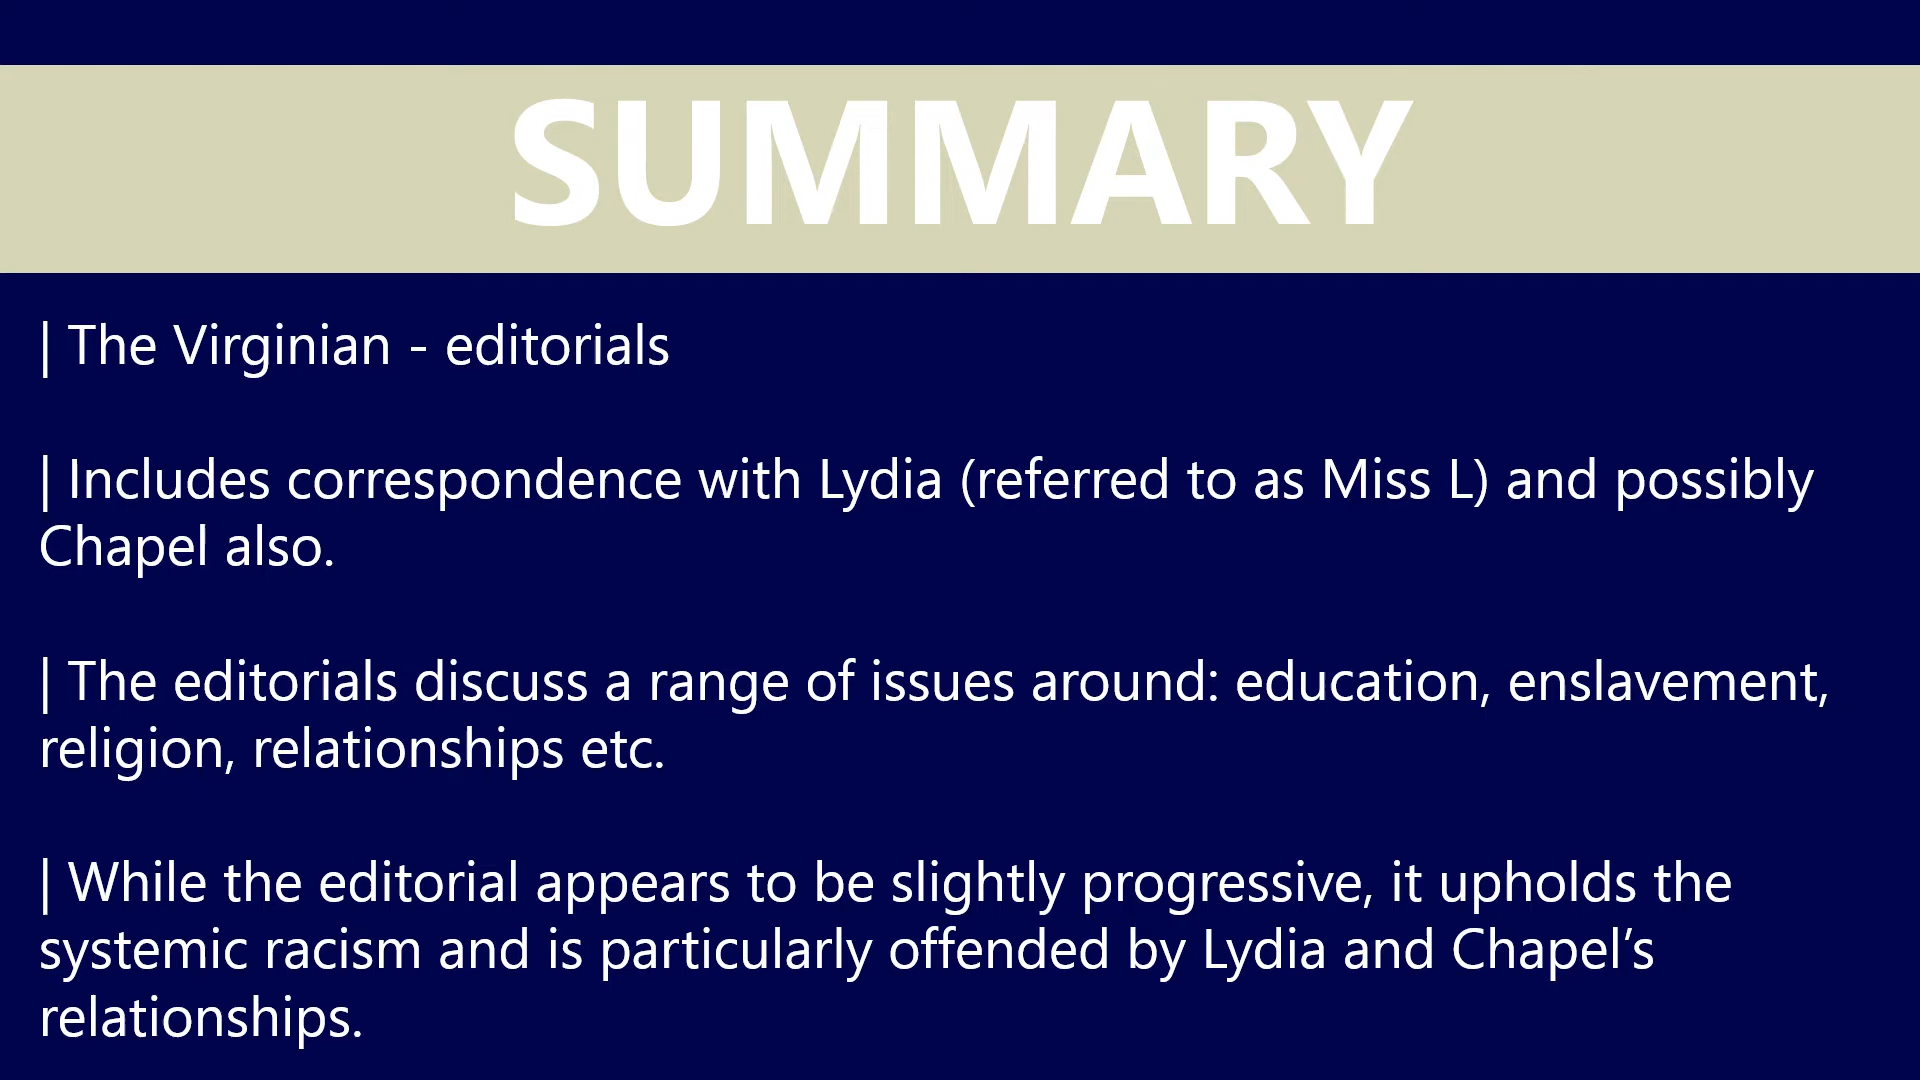 SUMMARY
| The Virginian - editorials
| Includes correspondence with Lydia (referred to as Miss L) and possibly
Chapel also.
| The editorials discuss a range of issues around: education, enslavement,
religion, relationships etc.
| While the editorial appears to be slightly progressive, it upholds the
systemic racism and is particularly offended by Lydia and Chapel’s
relationships.